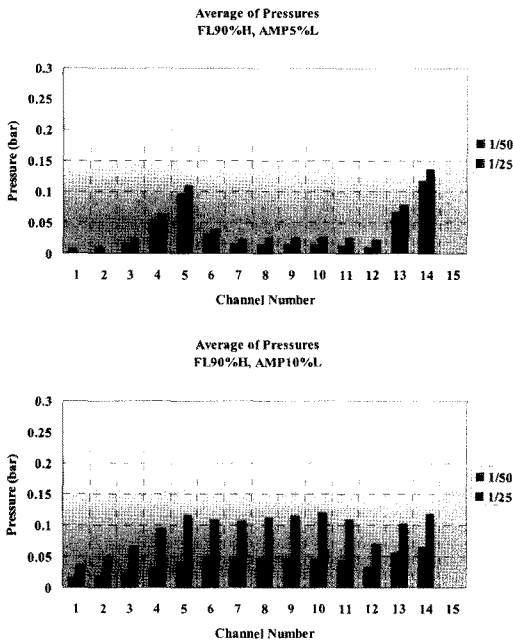 Average of Pressures
FL90%H, AMP5%L
0.3
0.25
0.2
0.15
0.1
0.05
0
Pressure (bar)
1 2 3 4 5 6 7 8 9 10 11 12 13 14 15
Channel Number
1/50
1/25
Average of Pressures
FL90%H, AMP10%L
0.3
0.25
0.2
0.15
0.1
0.05
0
Pressure (bar)
1 2 3 4 5 6 7 8 9 10 11 12 13 14 15
Channel Number
1/50
1/25